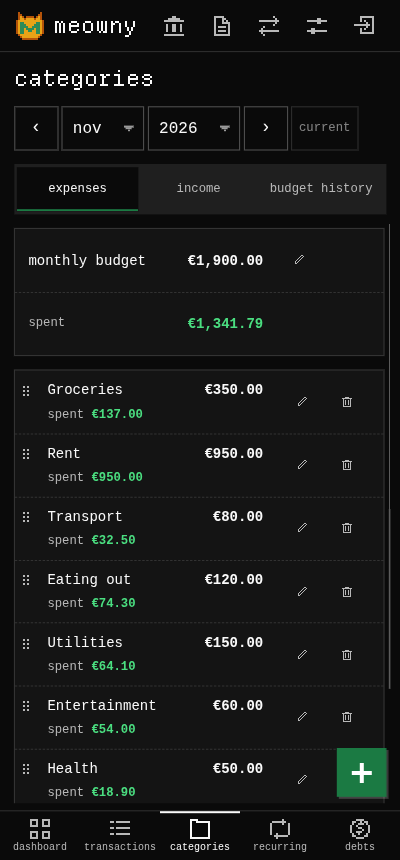 meowny
categories
‹ nov 2026 › current
expenses income budget history
monthly budget €1,900.00
spent €1,341.79
Groceries €350.00
spent €137.00
Rent €950.00
spent €950.00
Transport €80.00
spent €32.50
Eating out €120.00
spent €74.30
Utilities €150.00
spent €64.10
Entertainment €60.00
spent €54.00
Health €50.00
spent €18.90
+
dashboard transactions categories recurring debts